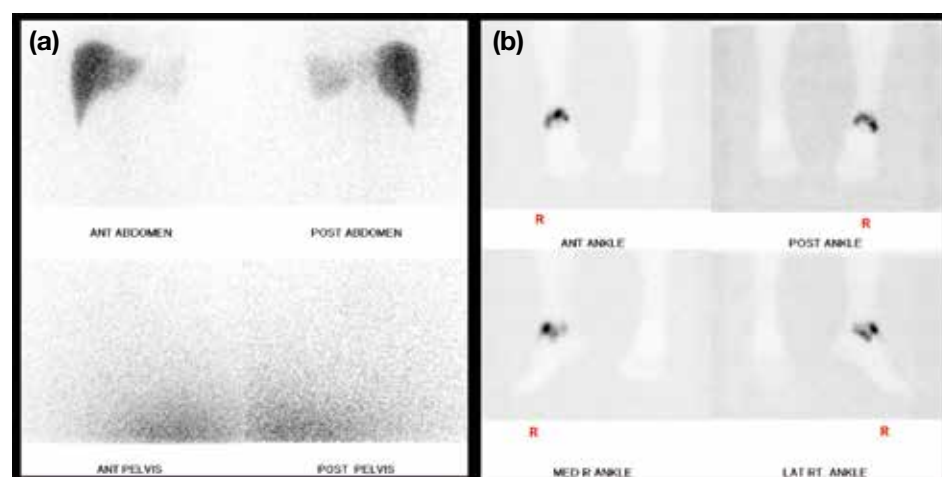 (a)
ANT ABDOMEN
POST ABDOMEN
ANT PELVIS
POST PELVIS
(b)
R
R
ANT ANKLE
POST ANKLE
R
R
MED R ANKLE
LAT RT. ANKLE